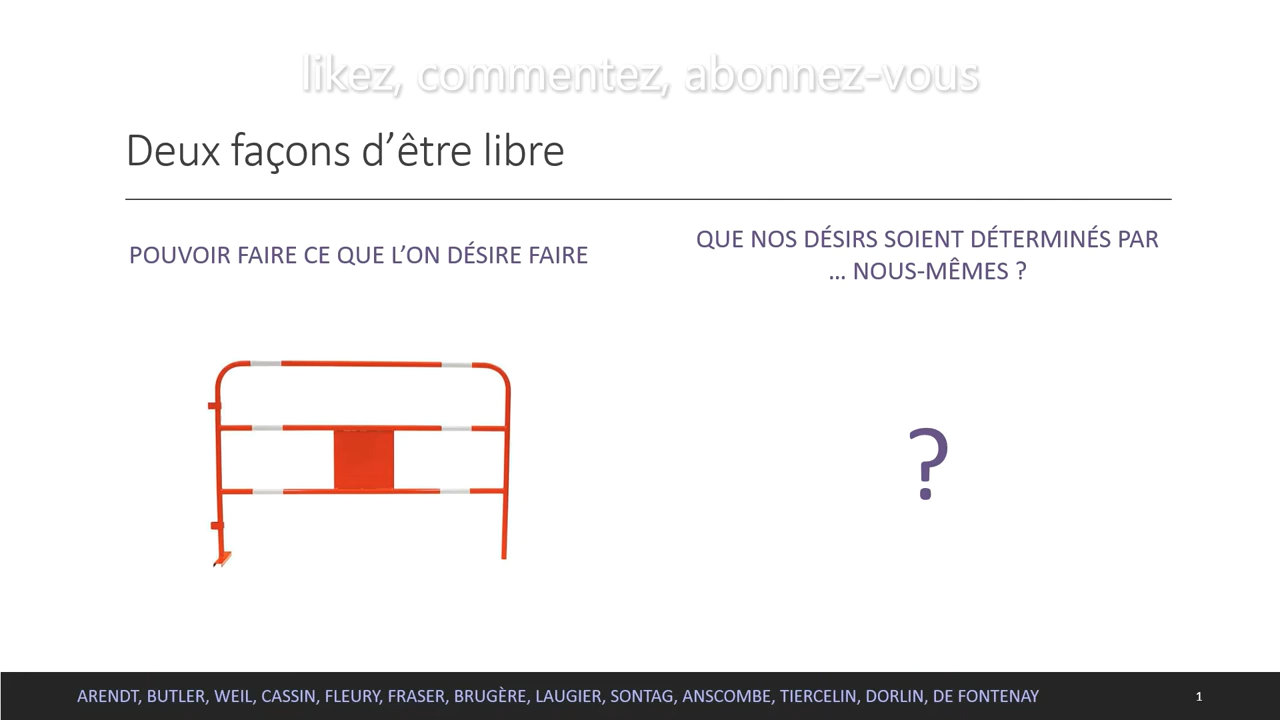 likez, commentez, abonnez-vous
Deux façons d’être libre
POUVOIR FAIRE CE QUE L’ON DÉSIRE FAIRE
QUE NOS DÉSIRS SOIENT DÉTERMINÉS PAR
… NOUS-MÊMES ?
?
ARENDT, BUTLER, WEIL, CASSIN, FLEURY, FRASER, BRUGÈRE, LAUGIER, SONTAG, ANSCOMBE, TIERCELIN, DORLIN, DE FONTENAY
1